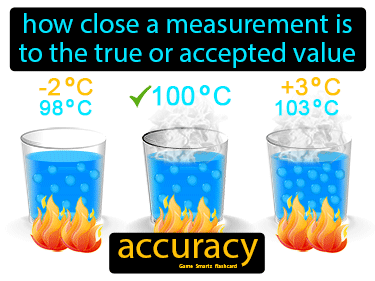 how close a measurement is
to the true or accepted value
-2°C
98°C
100°C
+3°C
103°C
accuracy
Game Smartz Flashcard